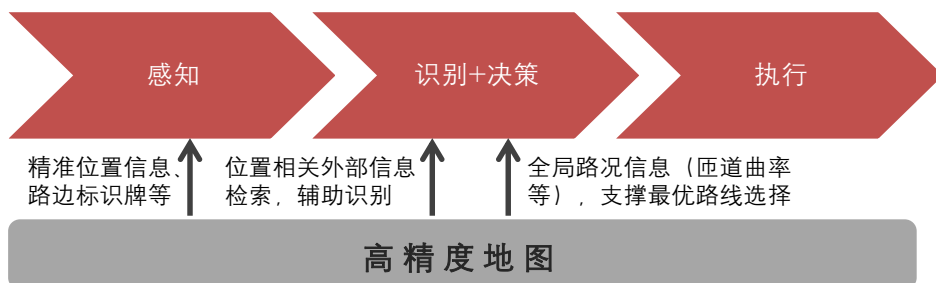 感知
识别+决策
执行
精准位置信息、
路边标识牌等
位置相关外部信息
检索，辅助识别
全局路况信息（匝道曲率
等），支撑最优路线选择
高精度地图